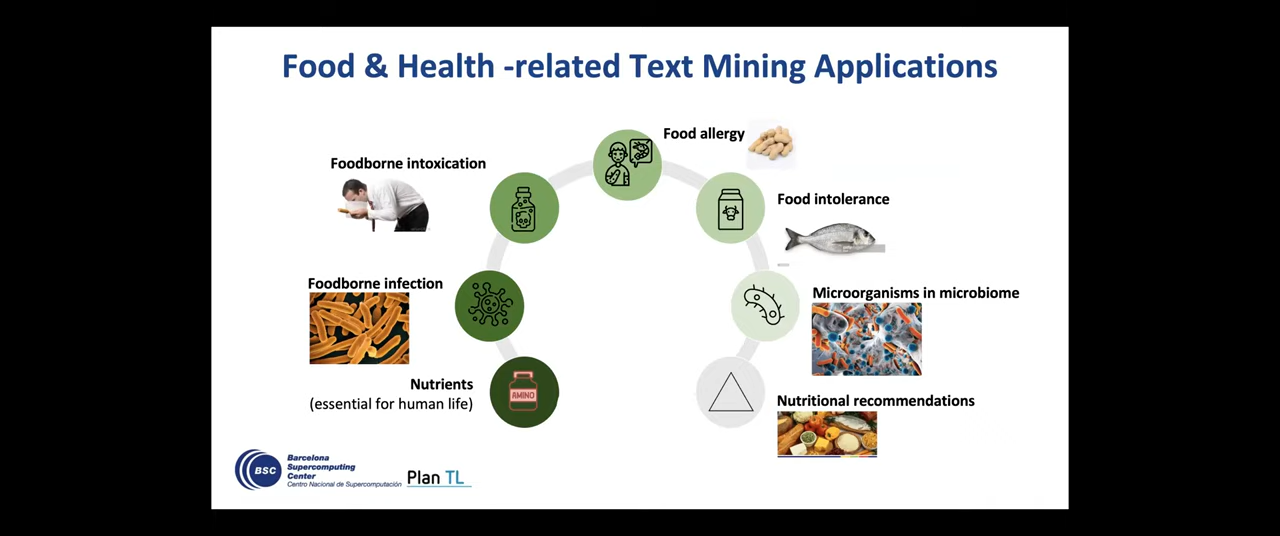 Food & Health -related Text Mining Applications
Food allergy
Foodborne intoxication
Food intolerance
Foodborne infection
Microorganisms in microbiome
Nutrients
(essential for human life)
AMINO
Nutritional recommendations
BSC
Barcelona
Supercomputing
Center
Centro Nacional de Supercomputación
Plan TL